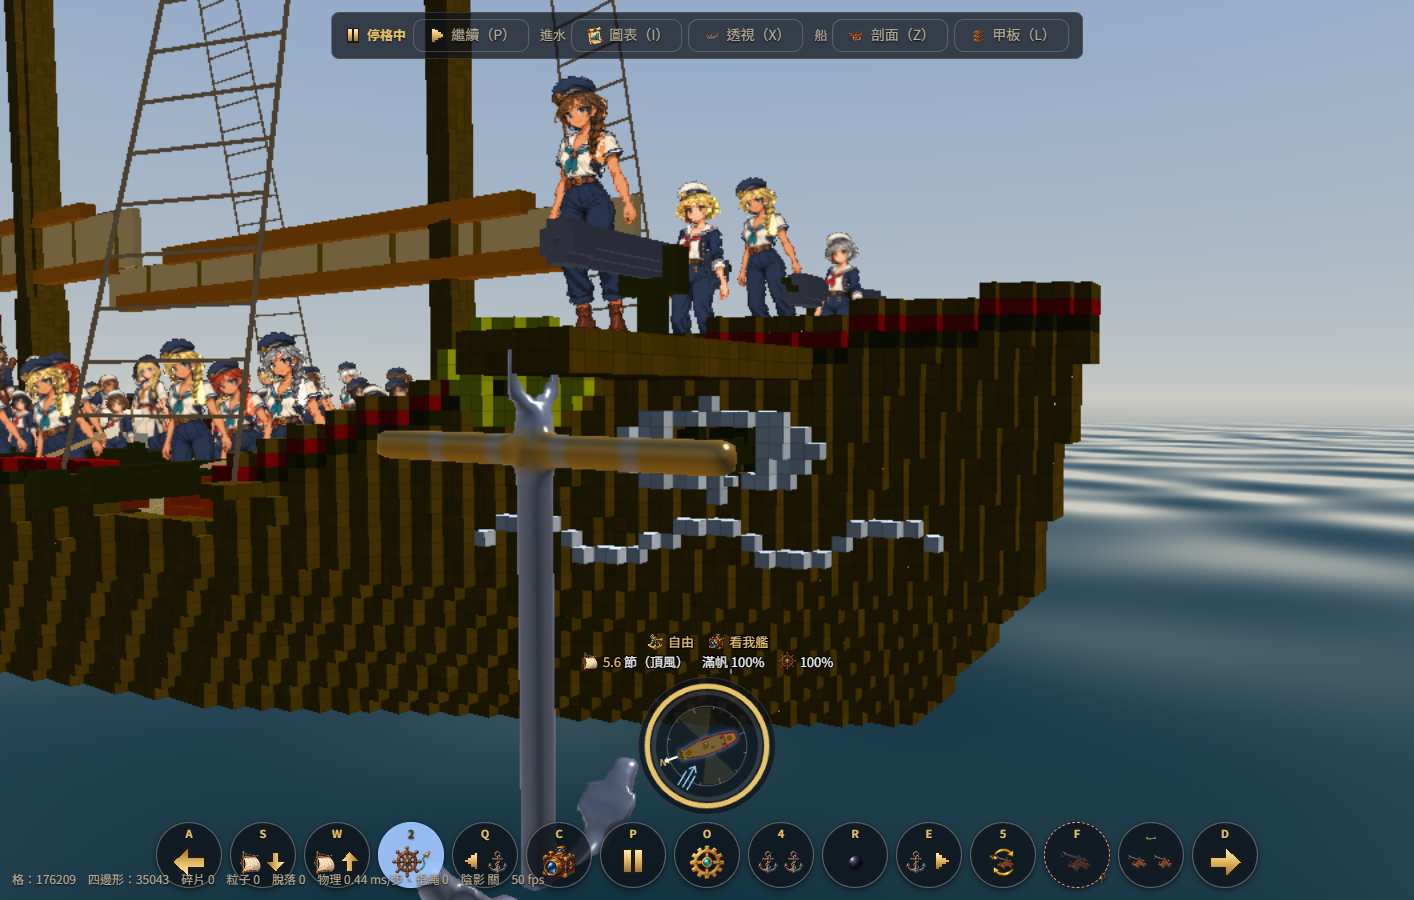 停格中 繼續（P） 進水 圖表（I） 透視（X） 船 剖面（Z） 甲板（L）
自由 看我艦
5.6 節（頂風） 滿帆 100% 100%
N
A S W 2 Q C P O 4 R E 5 F D
格：176209 四邊形：35043 碎片 0 粒子 0 脫落 0 物理 0.44 ms/ 0 陰影 關 50 fps